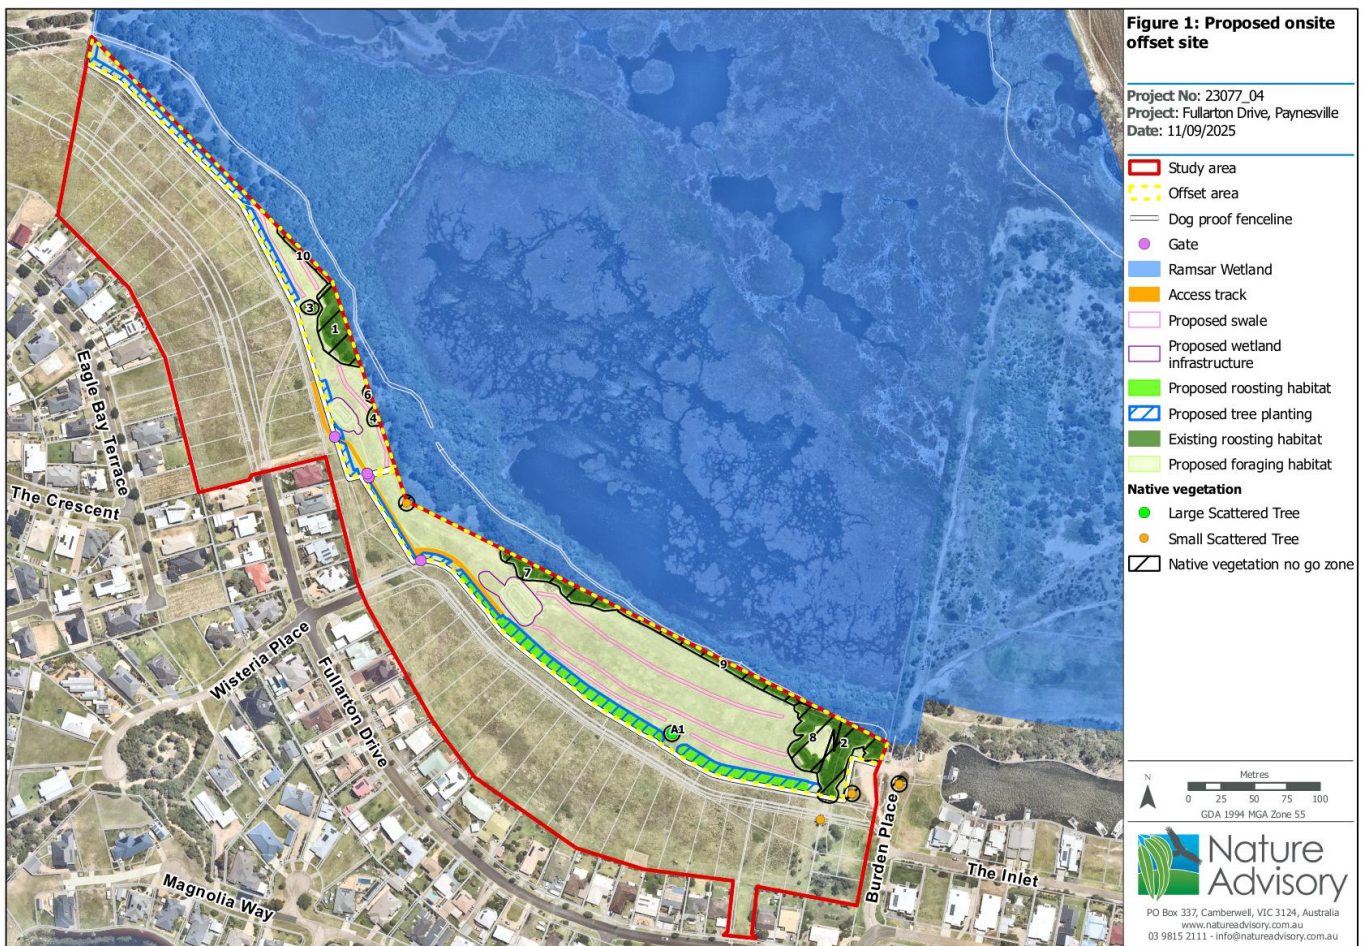 Figure 1: Proposed onsite
offset site
Project No: 23077_04
Project: Fullarton Drive, Paynesville
Date: 11/09/2025
Study area
Offset area
Dog proof fenceline
Gate
Ramsar Wetland
Access track
Proposed swale
Proposed wetland
infrastructure
Proposed roosting habitat
Proposed tree planting
Existing roosting habitat
Proposed foraging habitat
Native vegetation
Large Scattered Tree
Small Scattered Tree
Native vegetation no go zone
10
3
1
6
4
7
9
A1
8
2
Eagle Bay Terrace
The Crescent
Wisteria Place
Fullarton Drive
Magnolia Way
Burden Place
The Inlet
N
Metres
0 25 50 100
GDA 1994 MGA Zone 55
Nature
Advisory
PO Box 337, Camberwell, VIC 3124, Australia
www.natureadvisory.com.au
03 9815 2111 - info@natureadvisory.com.au